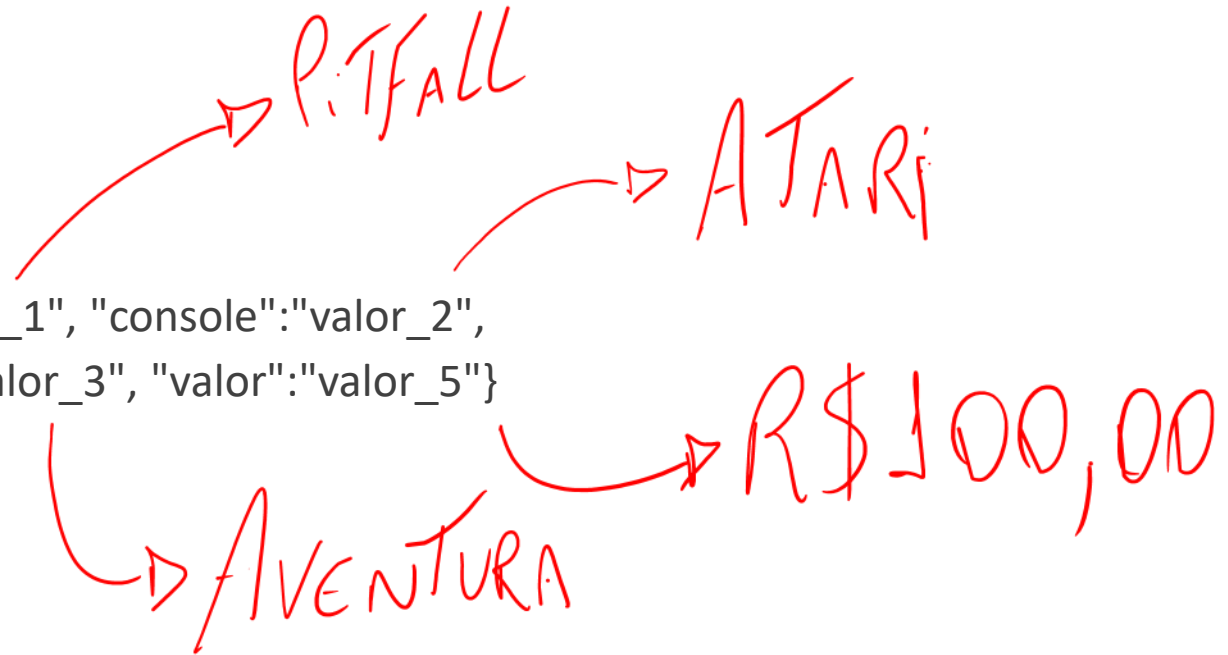 PiTFALL
ATARi
_1", "console":"valor_2",
alor_3", "valor":"valor_5"}
R$100,00
AVENTURA